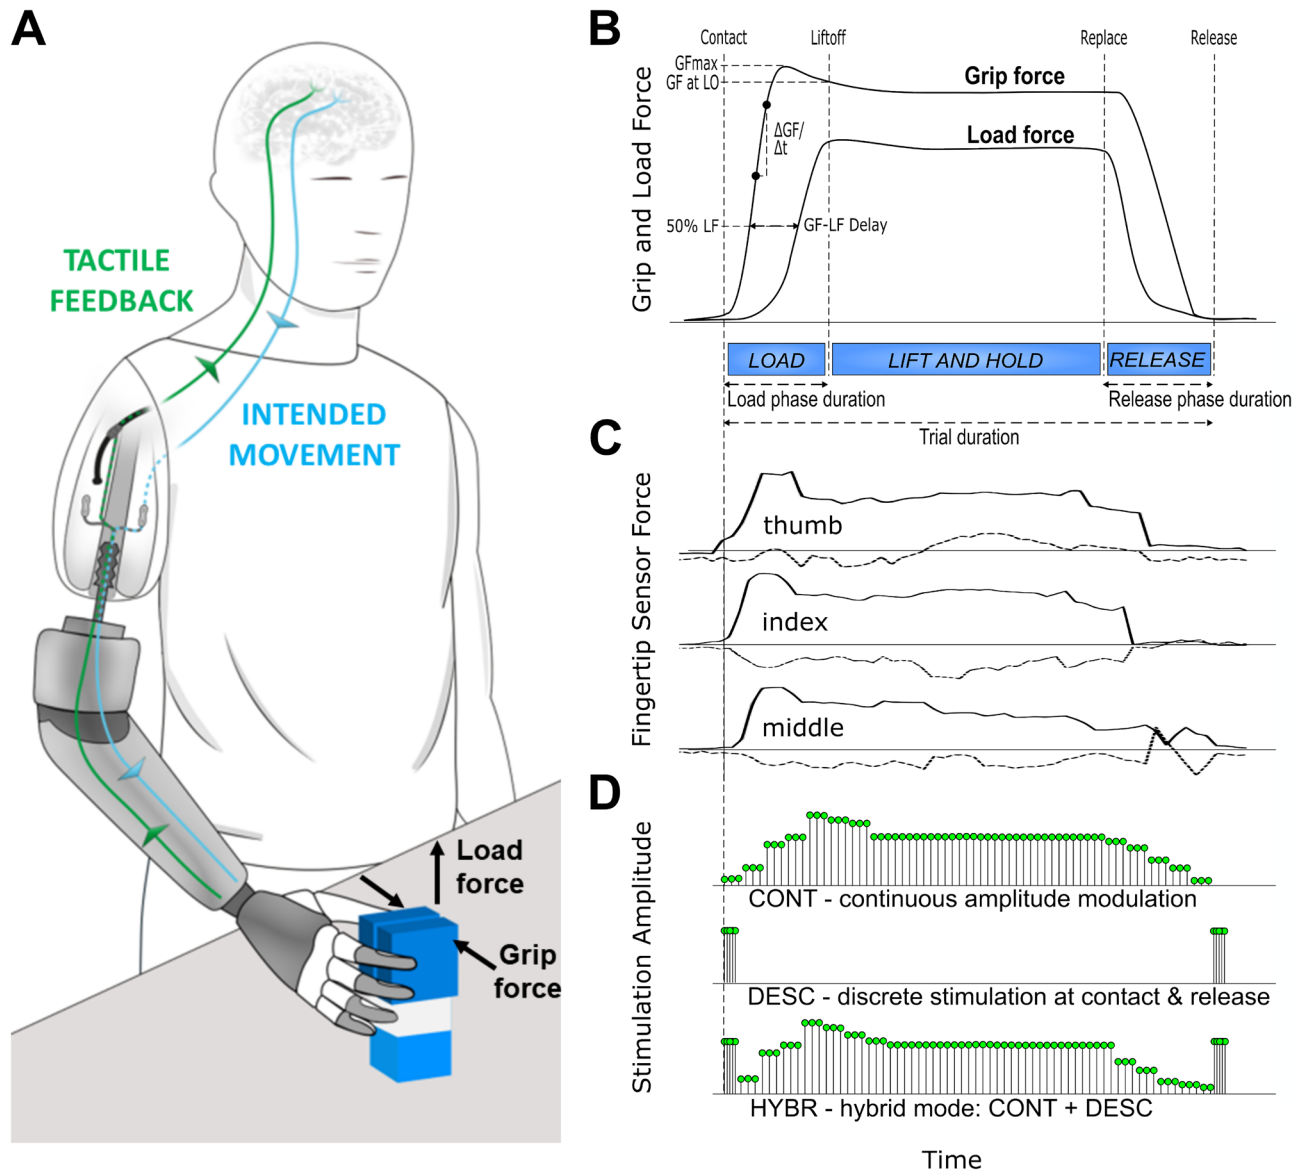 A
TACTILE
FEEDBACK
INTENDED
MOVEMENT
Load
force
Grip
force
B
Contact
Liftoff
Replace
Release
GFmax
GF at LO
Grip force
Load force
ΔGF/
Δt
50% LF
GF-LF Delay
Grip and Load Force
LOAD
LIFT AND HOLD
RELEASE
Load phase duration
Release phase duration
Trial duration
C
Fingertip Sensor Force
thumb
index
middle
D
Stimulation Amplitude
CONT - continuous amplitude modulation
DESC - discrete stimulation at contact & release
HYBR - hybrid mode: CONT + DESC
Time